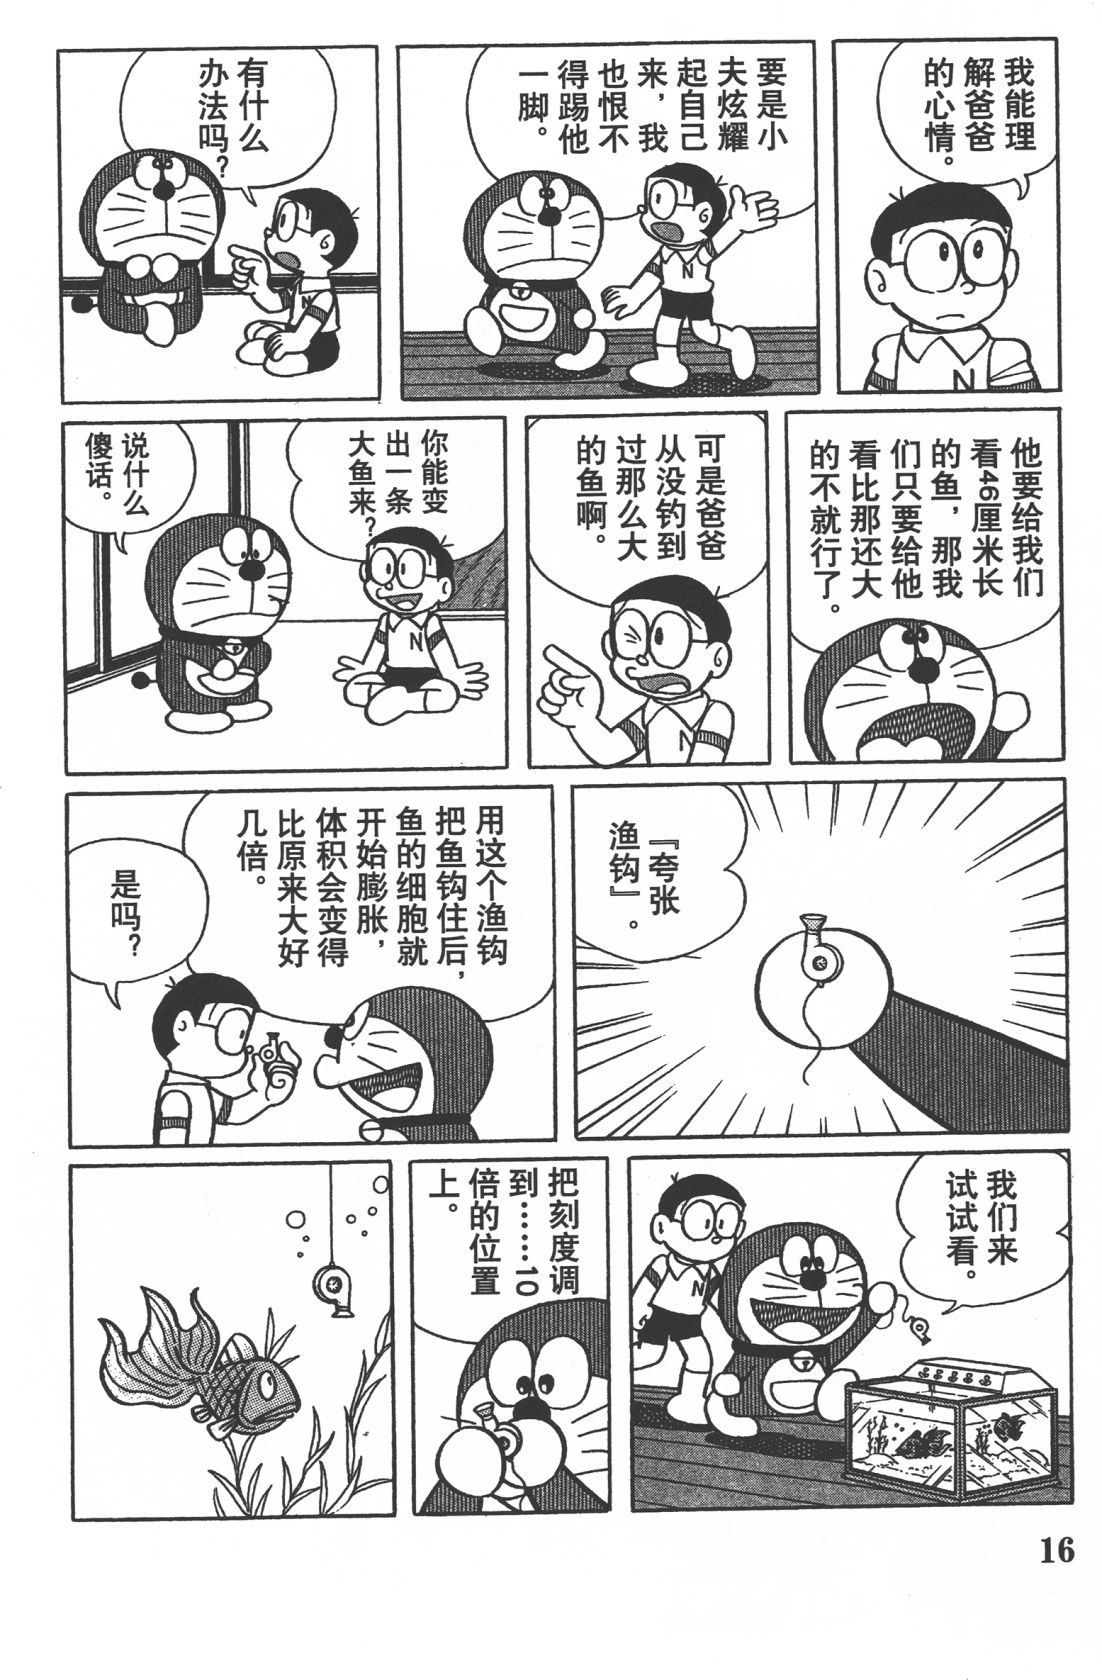 我能理
解爸爸
的心情。
要是小
夫炫耀
起自己
来，我
也恨不
得踢他
一脚。
有什么
办法吗？
他要给我们
看46厘米长
的鱼，那我
们只要给他
看比那还大
的不就行了。
可是爸爸
从没钓到
过那么大
的鱼啊。
你能变
出一条
大鱼来？
说什么
傻话。
『夸张
渔钩』。
用这个渔钩
把鱼钩住后，
鱼的细胞就
开始膨胀，
体积会变得
比原来大好
几倍。
是吗？
我们来
试试看。
把刻度调
到……10
倍的位置
上。
N
N
N
N
N
N
16